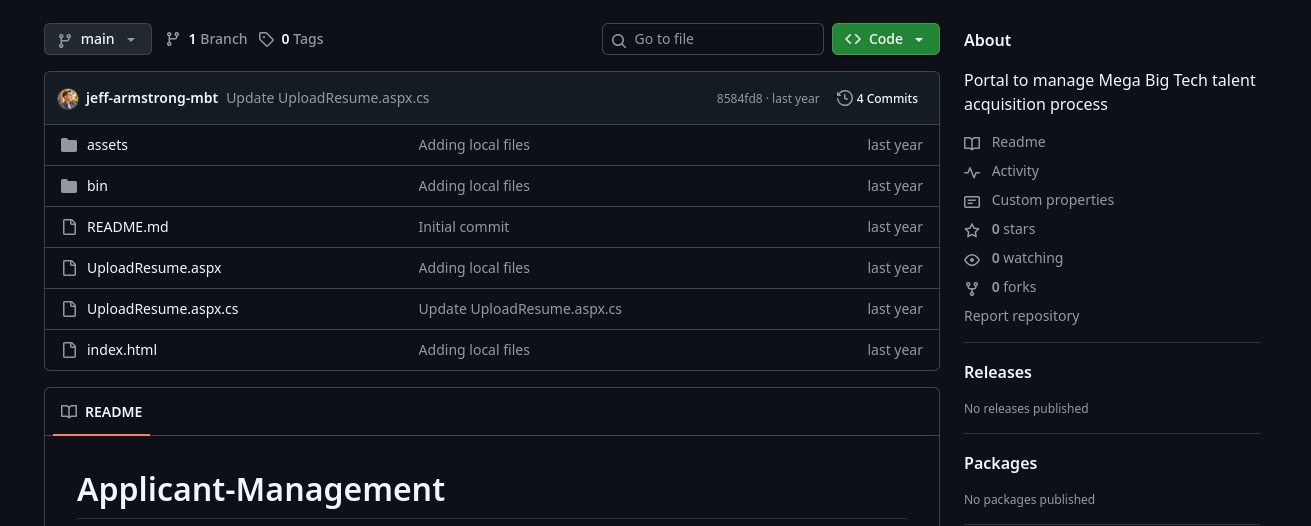 main 1 Branch 0 Tags Go to file Code
jeff-armstrong-mbt Update UploadResume.aspx.cs 8584fd8 · last year 4 Commits
assets Adding local files last year
bin Adding local files last year
README.md Initial commit last year
UploadResume.aspx Adding local files last year
UploadResume.aspx.cs Update UploadResume.aspx.cs last year
index.html Adding local files last year
README
Applicant-Management
About
Portal to manage Mega Big Tech talent
acquisition process
Readme
Activity
Custom properties
0 stars
0 watching
0 forks
Report repository
Releases
No releases published
Packages
No packages published